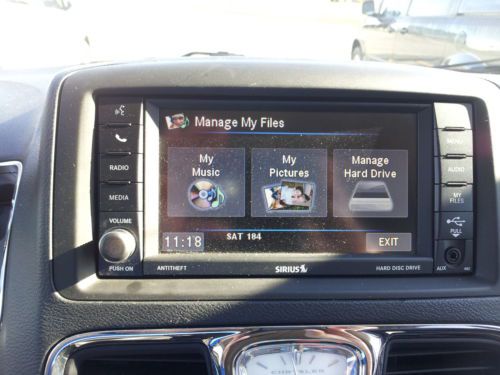 Manage My Files
My Music
My Pictures
Manage Hard Drive
11:18
SAT 184
EXIT
RADIO
MEDIA
VOLUME
PUSH ON
ANTITHEFT
SIRIUS
HARD DISC DRIVE
MENU
AUDIO
MY FILES
PULL
AUX
CHRYSLER